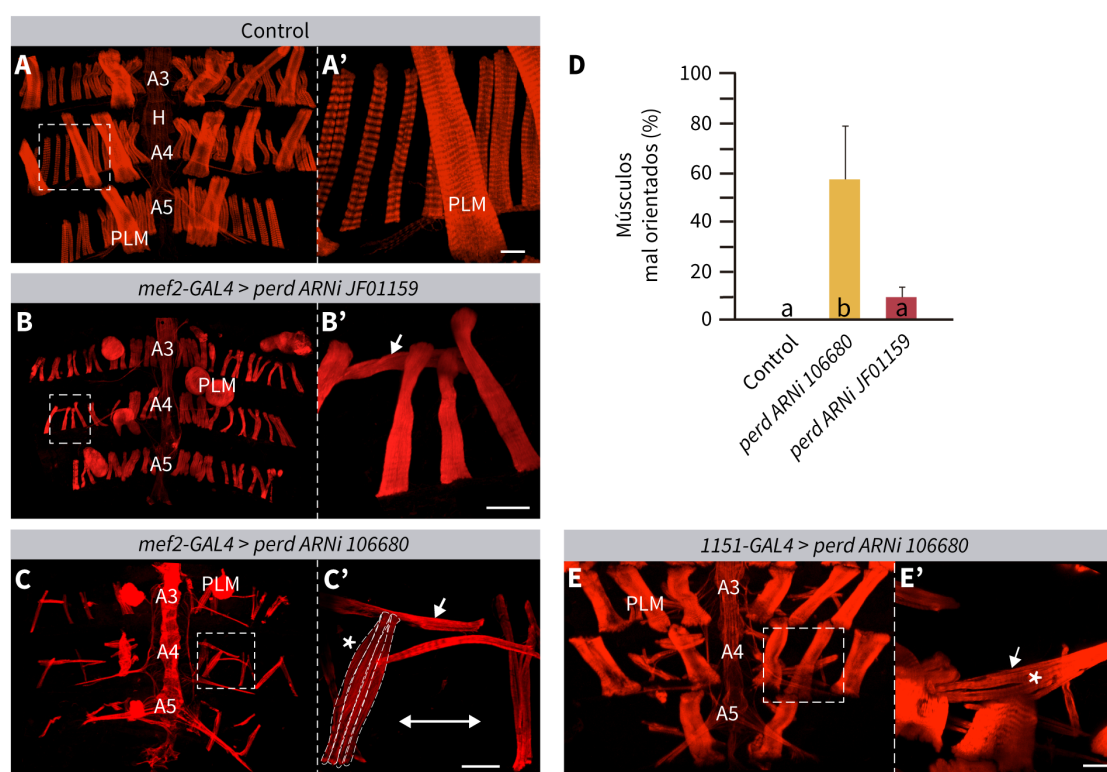 Control
A
A3
H
A4
A5
PLM
A’
PLM
mef2-GAL4 > perd ARNi JF01159
B
A3
PLM
A4
A5
B’
mef2-GAL4 > perd ARNi 106680
C
A3
PLM
A4
A5
C’
*
D
Músculos
mal orientados (%)
100
80
60
40
20
0
a
b
a
Control
perd ARNi 106680
perd ARNi JF01159
1151-GAL4 > perd ARNi 106680
E
A3
PLM
A4
A5
E’
*